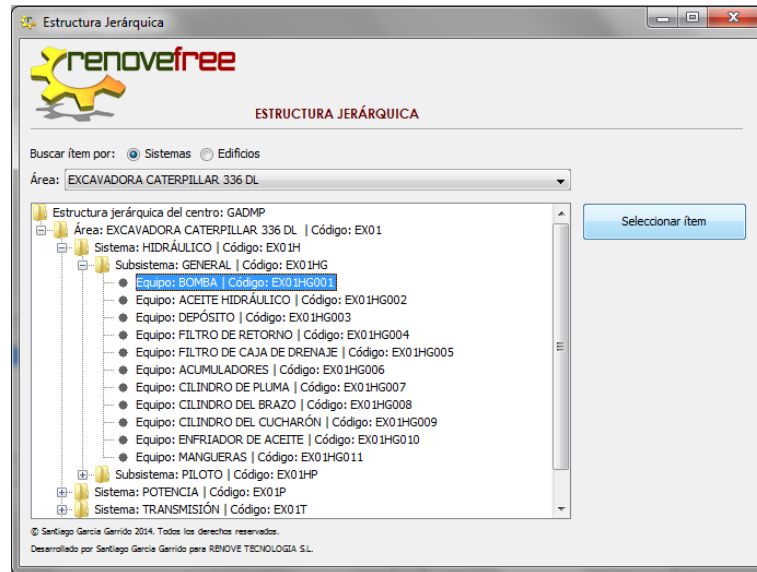 Estructura Jerárquica
renovefree
ESTRUCTURA JERÁRQUICA
Buscar ítem por: Sistemas Edificios
Área: EXCAVADORA CATERPILLAR 336 DL
Seleccionar ítem
Estructura jerárquica del centro: GADMP
Área: EXCAVADORA CATERPILLAR 336 DL | Código: EX01
Sistema: HIDRÁULICO | Código: EX01H
Subsistema: GENERAL | Código: EX01HG
Equipo: BOMBA | Código: EX01HG001
Equipo: ACEITE HIDRÁULICO | Código: EX01HG002
Equipo: DEPÓSITO | Código: EX01HG003
Equipo: FILTRO DE RETORNO | Código: EX01HG004
Equipo: FILTRO DE CAJA DE DRENAJE | Código: EX01HG005
Equipo: ACUMULADORES | Código: EX01HG006
Equipo: CILINDRO DE PLUMA | Código: EX01HG007
Equipo: CILINDRO DEL BRAZO | Código: EX01HG008
Equipo: CILINDRO DEL CUCHARÓN | Código: EX01HG009
Equipo: ENFRIADOR DE ACEITE | Código: EX01HG010
Equipo: MANGUERAS | Código: EX01HG011
Subsistema: PILOTO | Código: EX01HP
Sistema: POTENCIA | Código: EX01P
Sistema: TRANSMISIÓN | Código: EX01T
© Santiago Garcia Garrido 2014. Todos los derechos reservados.
Desarrollado por Santiago Garcia Garrido para RENOVE TECNOLOGIA S.L.